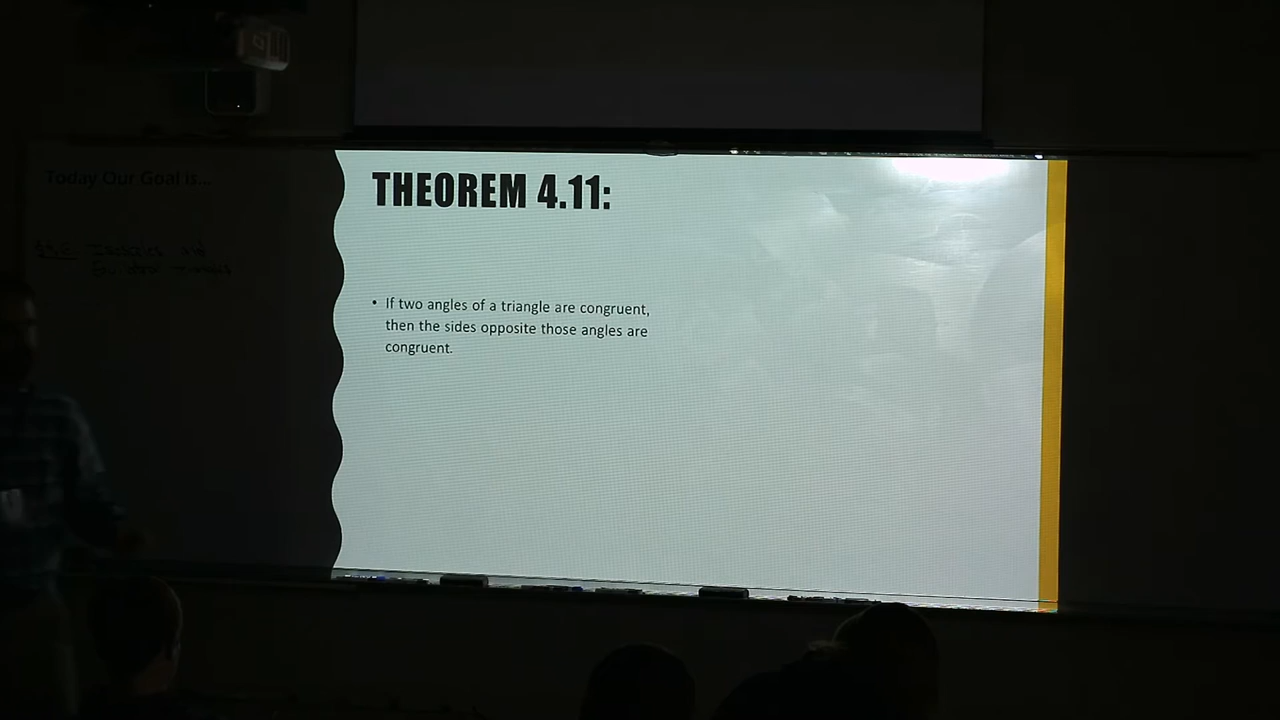 Today Our Goal is...
THEOREM 4.11:
• If two angles of a triangle are congruent,
then the sides opposite those angles are
congruent.